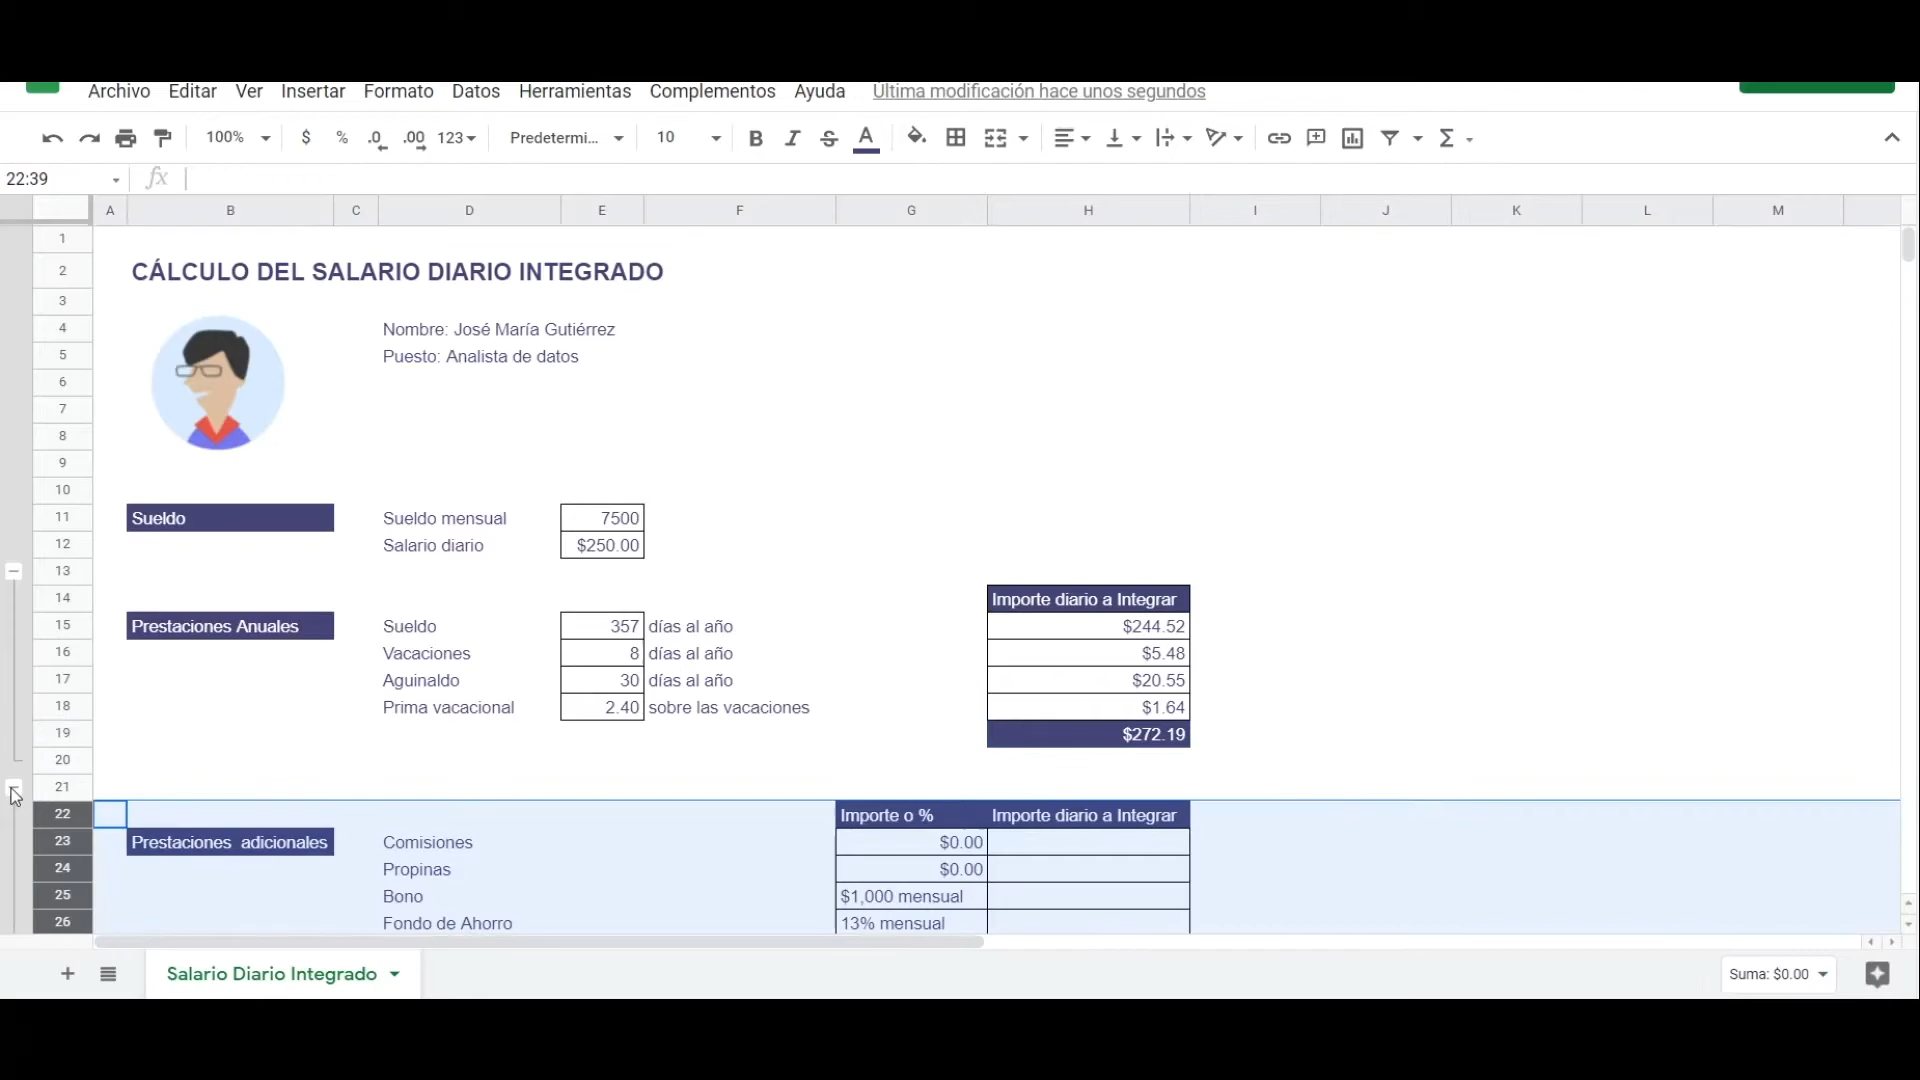 Archivo Editar Ver Insertar Formato Datos Herramientas Complementos Ayuda Última modificación hace unos segundos
100% $ % .0 .00 123 Predetermi... 10 B I S A Σ
22:39 fx
A B C D E F G H I J K L M
1
2 CÁLCULO DEL SALARIO DIARIO INTEGRADO
3
4 Nombre: José María Gutiérrez
5 Puesto: Analista de datos
6
7
8
9
10
11 Sueldo Sueldo mensual 7500
12 Salario diario $250.00
13
14 Importe diario a Integrar
15 Prestaciones Anuales Sueldo 357 días al año $244.52
16 Vacaciones 8 días al año $5.48
17 Aguinaldo 30 días al año $20.55
18 Prima vacacional 2.40 sobre las vacaciones $1.64
19 $272.19
20
21
22 Importe o % Importe diario a Integrar
23 Prestaciones adicionales Comisiones $0.00
24 Propinas $0.00
25 Bono $1,000 mensual
26 Fondo de Ahorro 13% mensual
Salario Diario Integrado Suma: $0.00